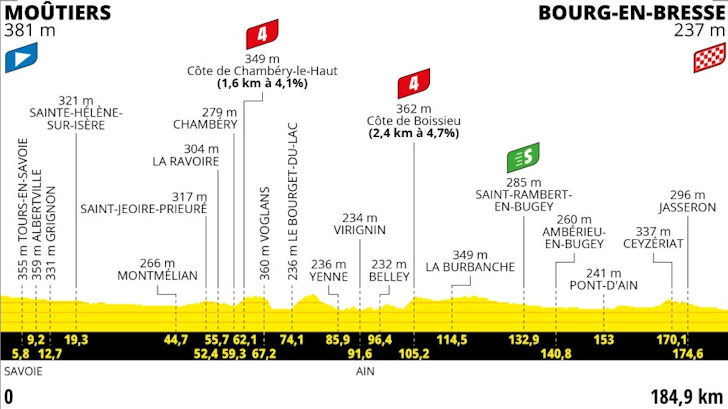 MOÛTIERS
381 m
BOURG-EN-BRESSE
237 m
4
349 m
Côte de Chambéry-le-Haut
(1,6 km à 4,1%)
4
362 m
Côte de Boissieu
(2,4 km à 4,7%)
S
285 m
SAINT-RAMBERT-
EN-BUGEY
355 m TOURS-EN-SAVOIE
359 m ALBERTVILLE
331 m GRIGNON
321 m
SAINTE-HÉLÈNE-
SUR-ISÈRE
266 m
MONTMÉLIAN
317 m
SAINT-JEOIRE-PRIEURÉ
304 m
LA RAVOIRE
279 m
CHAMBÉRY
360 m VOGLANS
236 m LE BOURGET-DU-LAC
236 m
YENNE
234 m
VIRIGNIN
232 m
BELLEY
349 m
LA BURBANCHE
260 m
AMBÉRIEU-
EN-BUGEY
241 m
PONT-D'AIN
337 m
CEYZÉRIAT
296 m
JASSERON
9,2 19,3 44,7 55,7 62,1 74,1 85,9 96,4 114,5 132,9 153 170,1
5,8 12,7 52,4 59,3 67,2 91,6 105,2 140,8 174,6
SAVOIE AIN
0 184,9 km